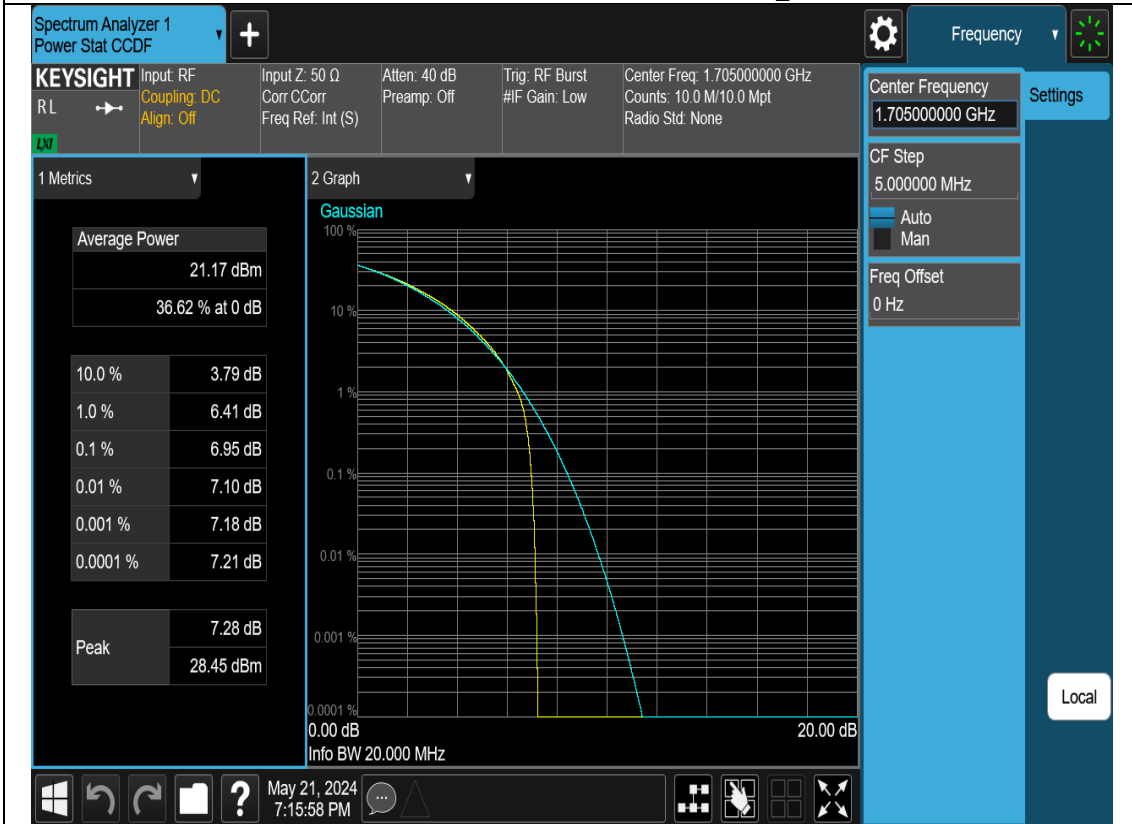 Spectrum Analyzer 1
Power Stat CCDF
Frequency
KEYSIGHT
RL
LXI
Input: RF
Coupling: DC
Align: Off
Input Z: 50 Ω
Corr CCorr
Freq Ref: Int (S)
Atten: 40 dB
Preamp: Off
Trig: RF Burst
#IF Gain: Low
Center Freq: 1.705000000 GHz
Counts: 10.0 M/10.0 Mpt
Radio Std: None
Center Frequency
1.705000000 GHz
Settings
CF Step
5.000000 MHz
Auto
Man
Freq Offset
0 Hz
Local
1 Metrics
Average Power
21.17 dBm
36.62 % at 0 dB
10.0 % 3.79 dB
1.0 % 6.41 dB
0.1 % 6.95 dB
0.01 % 7.10 dB
0.001 % 7.18 dB
0.0001 % 7.21 dB
Peak 7.28 dB
28.45 dBm
2 Graph
Gaussian
100 %
10 %
1 %
0.1 %
0.01 %
0.001 %
0.0001 %
0.00 dB 20.00 dB
Info BW 20.000 MHz
?
May 21, 2024
7:15:58 PM